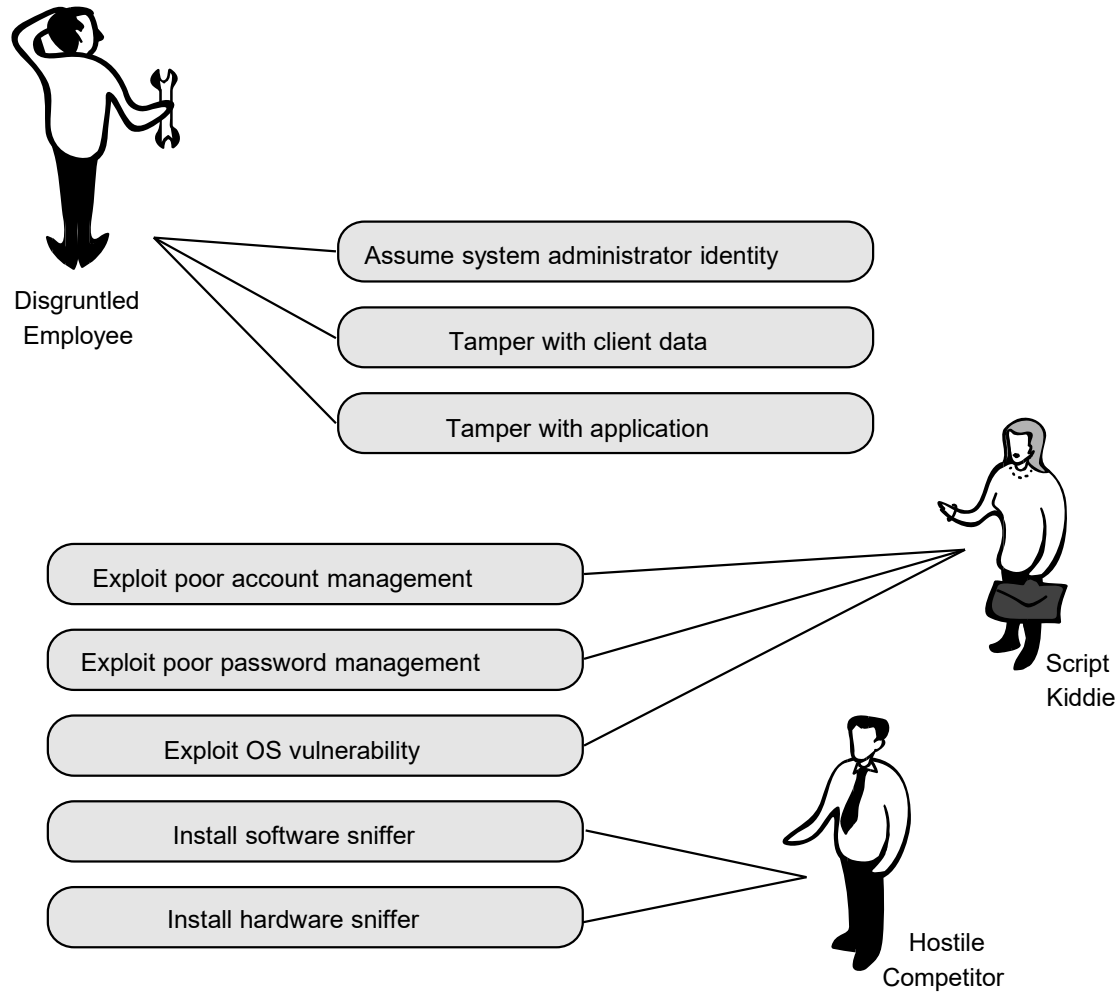 Assume system administrator identity
Disgruntled
Employee
Tamper with client data
Tamper with application
Exploit poor account management
Exploit poor password management
Script
Kiddie
Exploit OS vulnerability
Install software sniffer
Install hardware sniffer
Hostile
Competitor